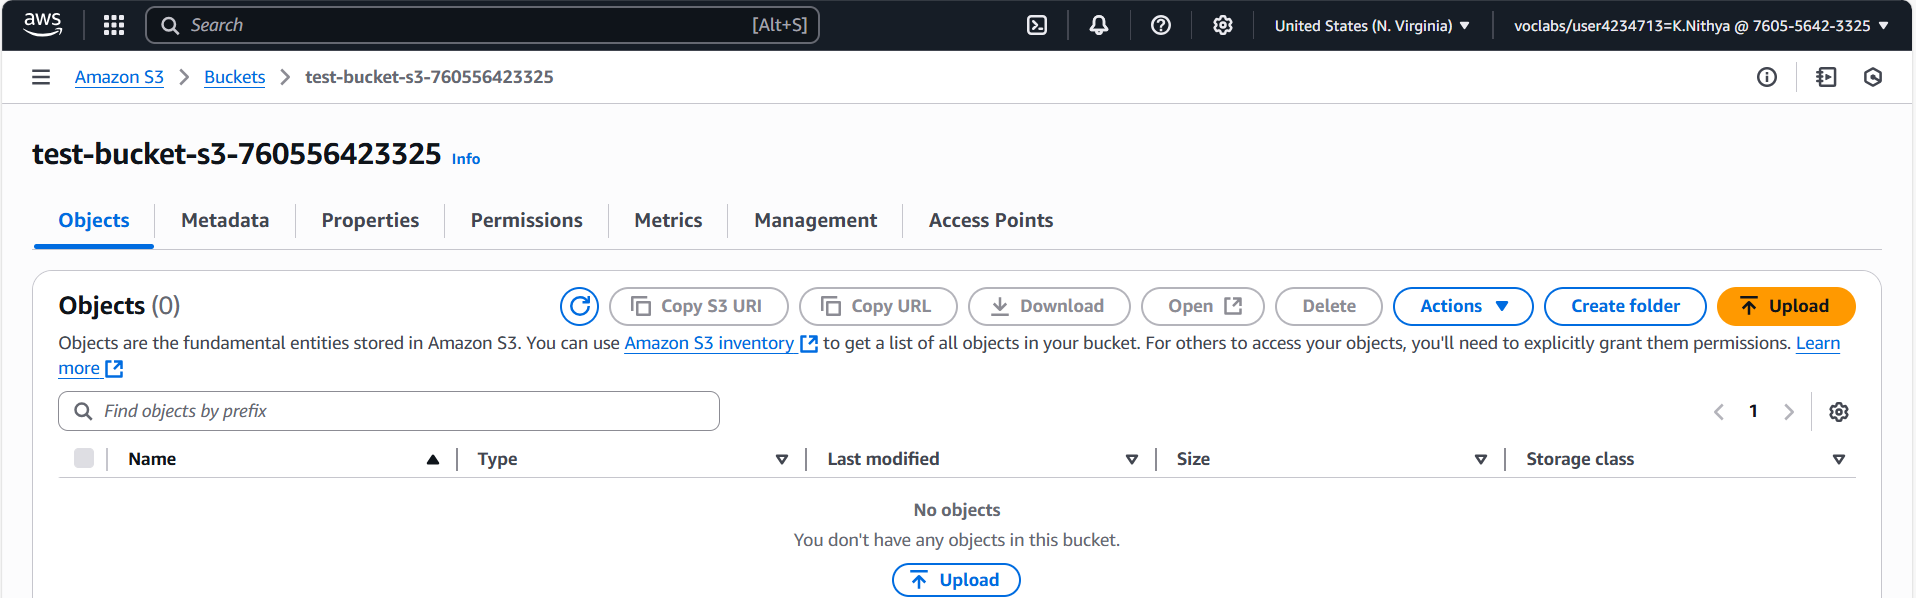 aws Search [Alt+S] United States (N. Virginia) voclabs/user4234713=K.Nithya @ 7605-5642-3325
Amazon S3 Buckets test-bucket-s3-760556423325
test-bucket-s3-760556423325 Info
Objects Metadata Properties Permissions Metrics Management Access Points
Objects (0) Copy S3 URI Copy URL Download Open Delete Actions Create folder Upload
Objects are the fundamental entities stored in Amazon S3. You can use Amazon S3 inventory to get a list of all objects in your bucket. For others to access your objects, you'll need to explicitly grant them permissions. Learn
more
Find objects by prefix 1
Name Type Last modified Size Storage class
No objects
You don't have any objects in this bucket.
Upload